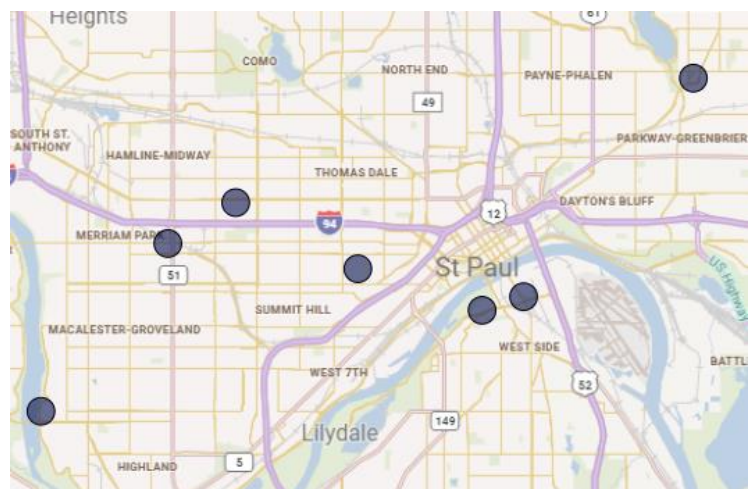 Heights
61
COMO
NORTH END
PAYNE-PHALEN
49
SOUTH ST.
ANTHONY
PARKWAY-GREENBRIER
HAMLINE-MIDWAY
THOMAS DALE
DAYTON'S BLUFF
12
94
MERRIAM PARK
51
St Paul
US Highway
SUMMIT HILL
MACALESTER-GROVELAND
WEST SIDE
BATTL
WEST 7TH
52
149
Lilydale
HIGHLAND
5